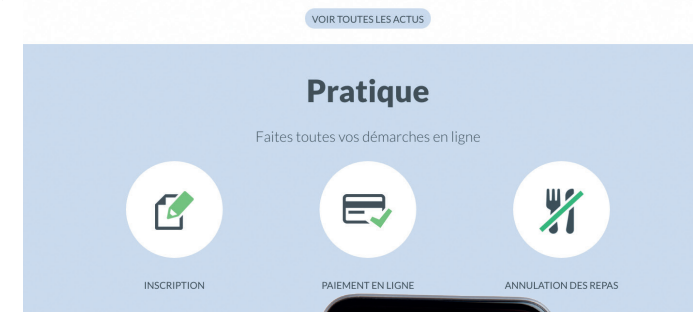 VOIR TOUTES LES ACTUS
Pratique
Faites toutes vos démarches en ligne
INSCRIPTION
PAIEMENT EN LIGNE
ANNULATION DES REPAS